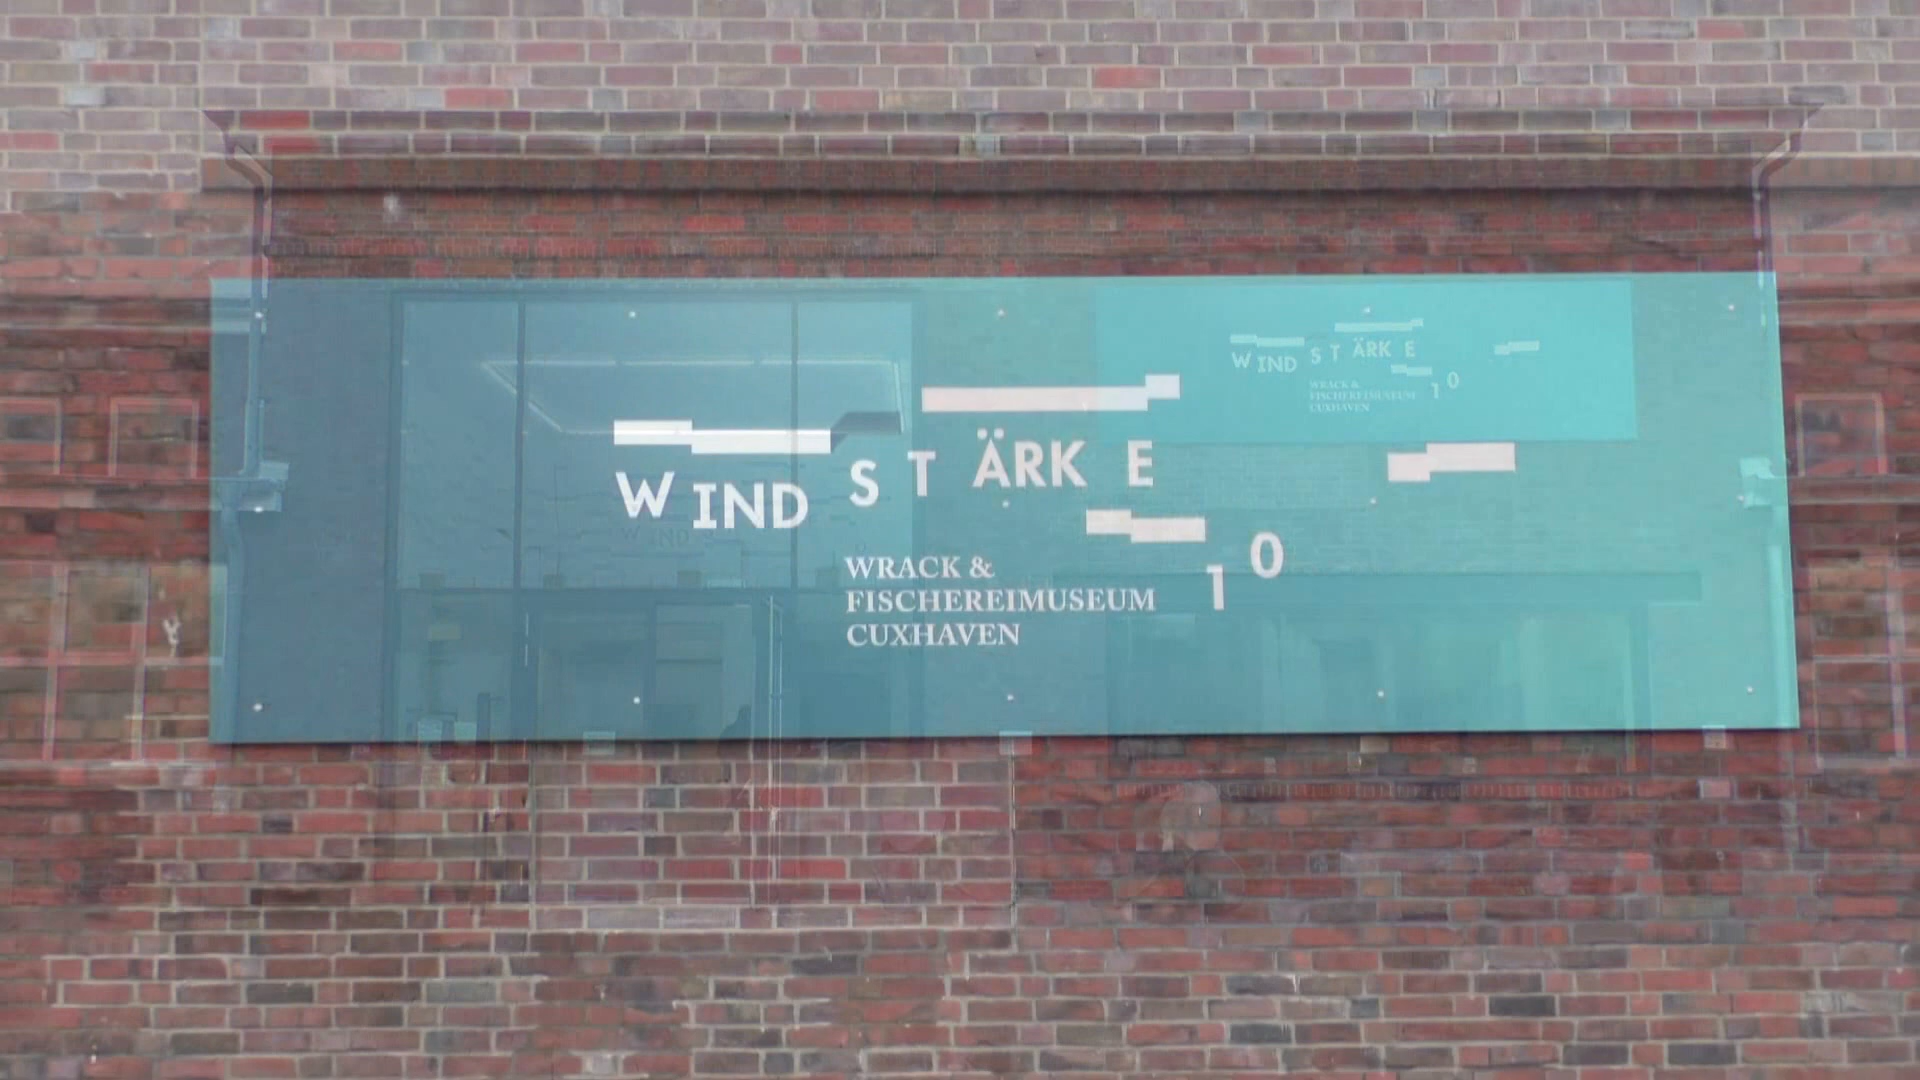 WIND STÄRKE 10
WRACK &
FISCHEREIMUSEUM
CUXHAVEN
WIND STÄRKE 10
WRACK &
FISCHEREIMUSEUM
CUXHAVEN